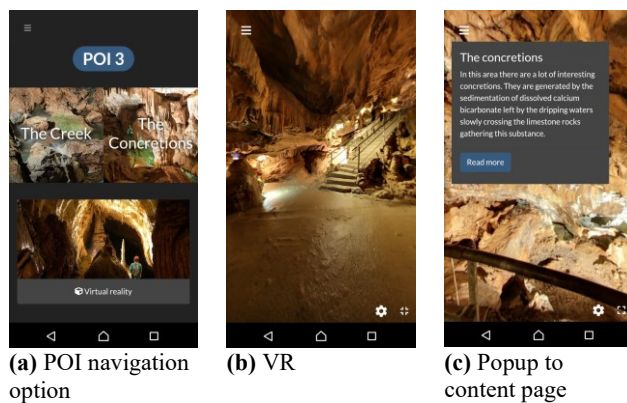 POI 3
The Creek
The
Concretions
Virtual reality
The concretions
In this area there are a lot of interesting
concretions. They are generated by the
sedimentation of dissolved calcium
bicarbonate left by the dripping waters
slowly crossing the limestone rocks
gathering this substance.
Read more
(a) POI navigation
option
(b) VR
(c) Popup to
content page